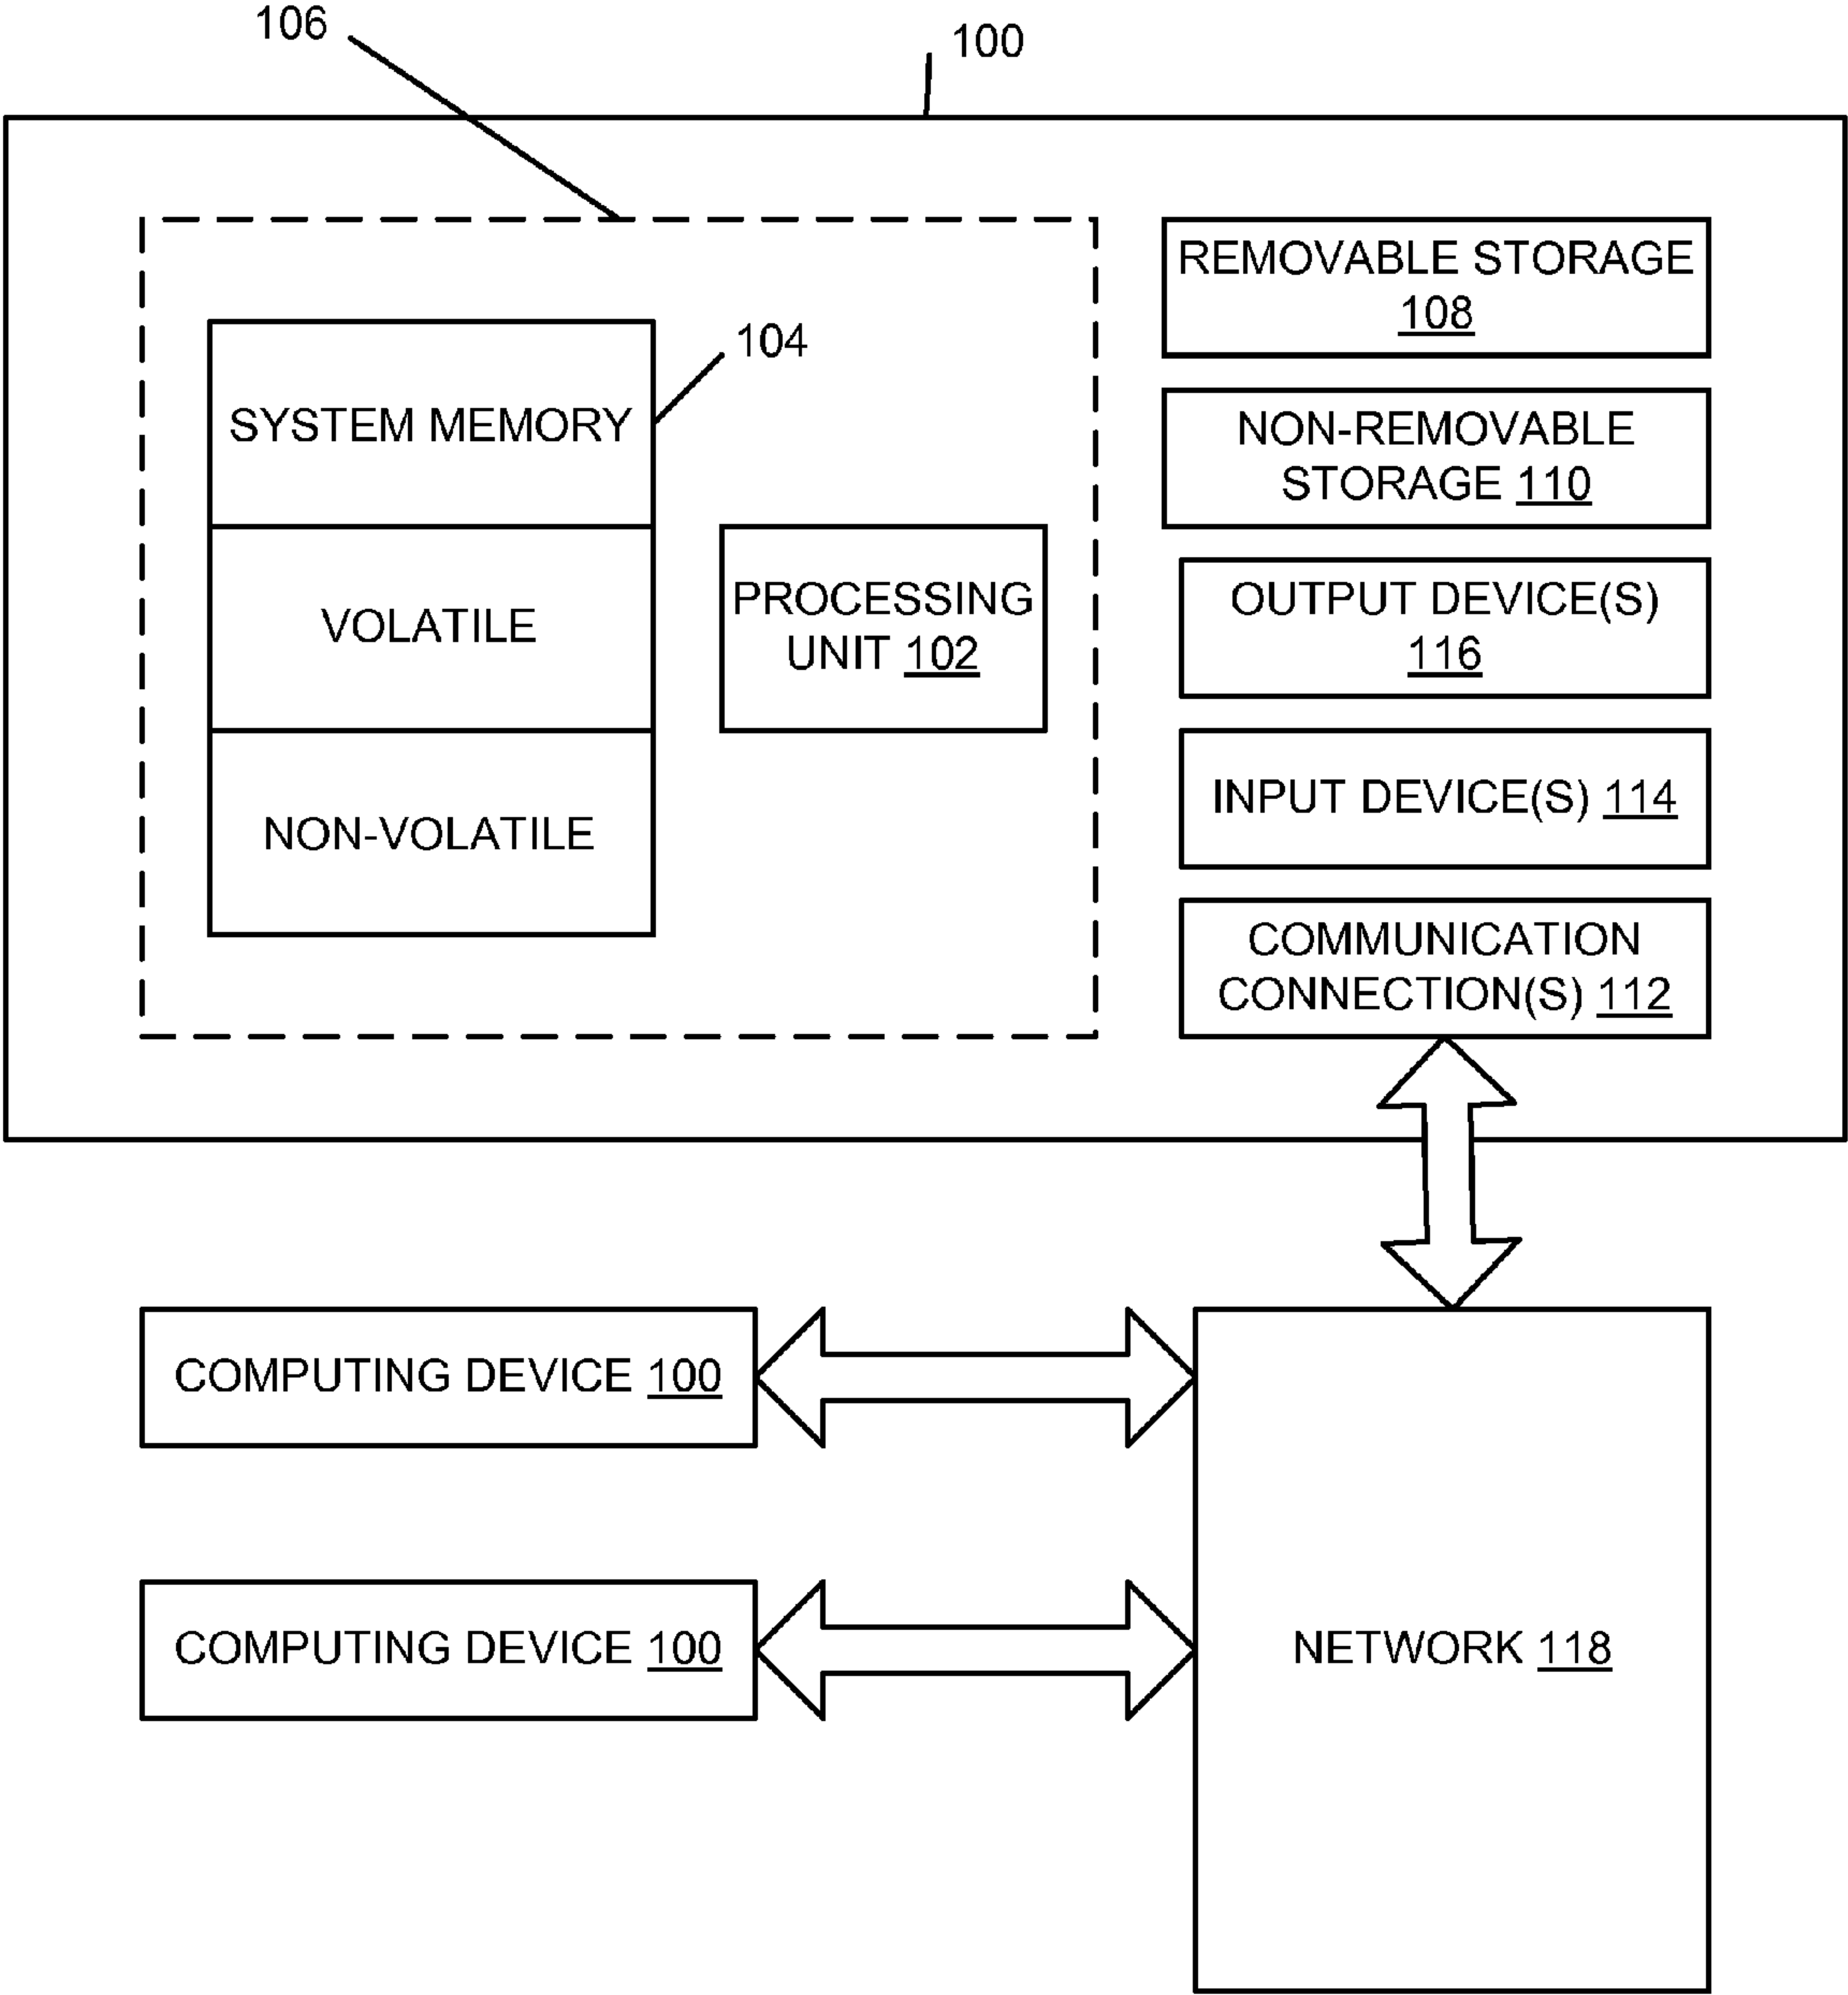 106
100
REMOVABLE STORAGE
108
104
SYSTEM MEMORY
NON-REMOVABLE
STORAGE 110
VOLATILE
PROCESSING
UNIT 102
OUTPUT DEVICE(S)
116
NON-VOLATILE
INPUT DEVICE(S) 114
COMMUNICATION
CONNECTION(S) 112
COMPUTING DEVICE 100
COMPUTING DEVICE 100
NETWORK 118